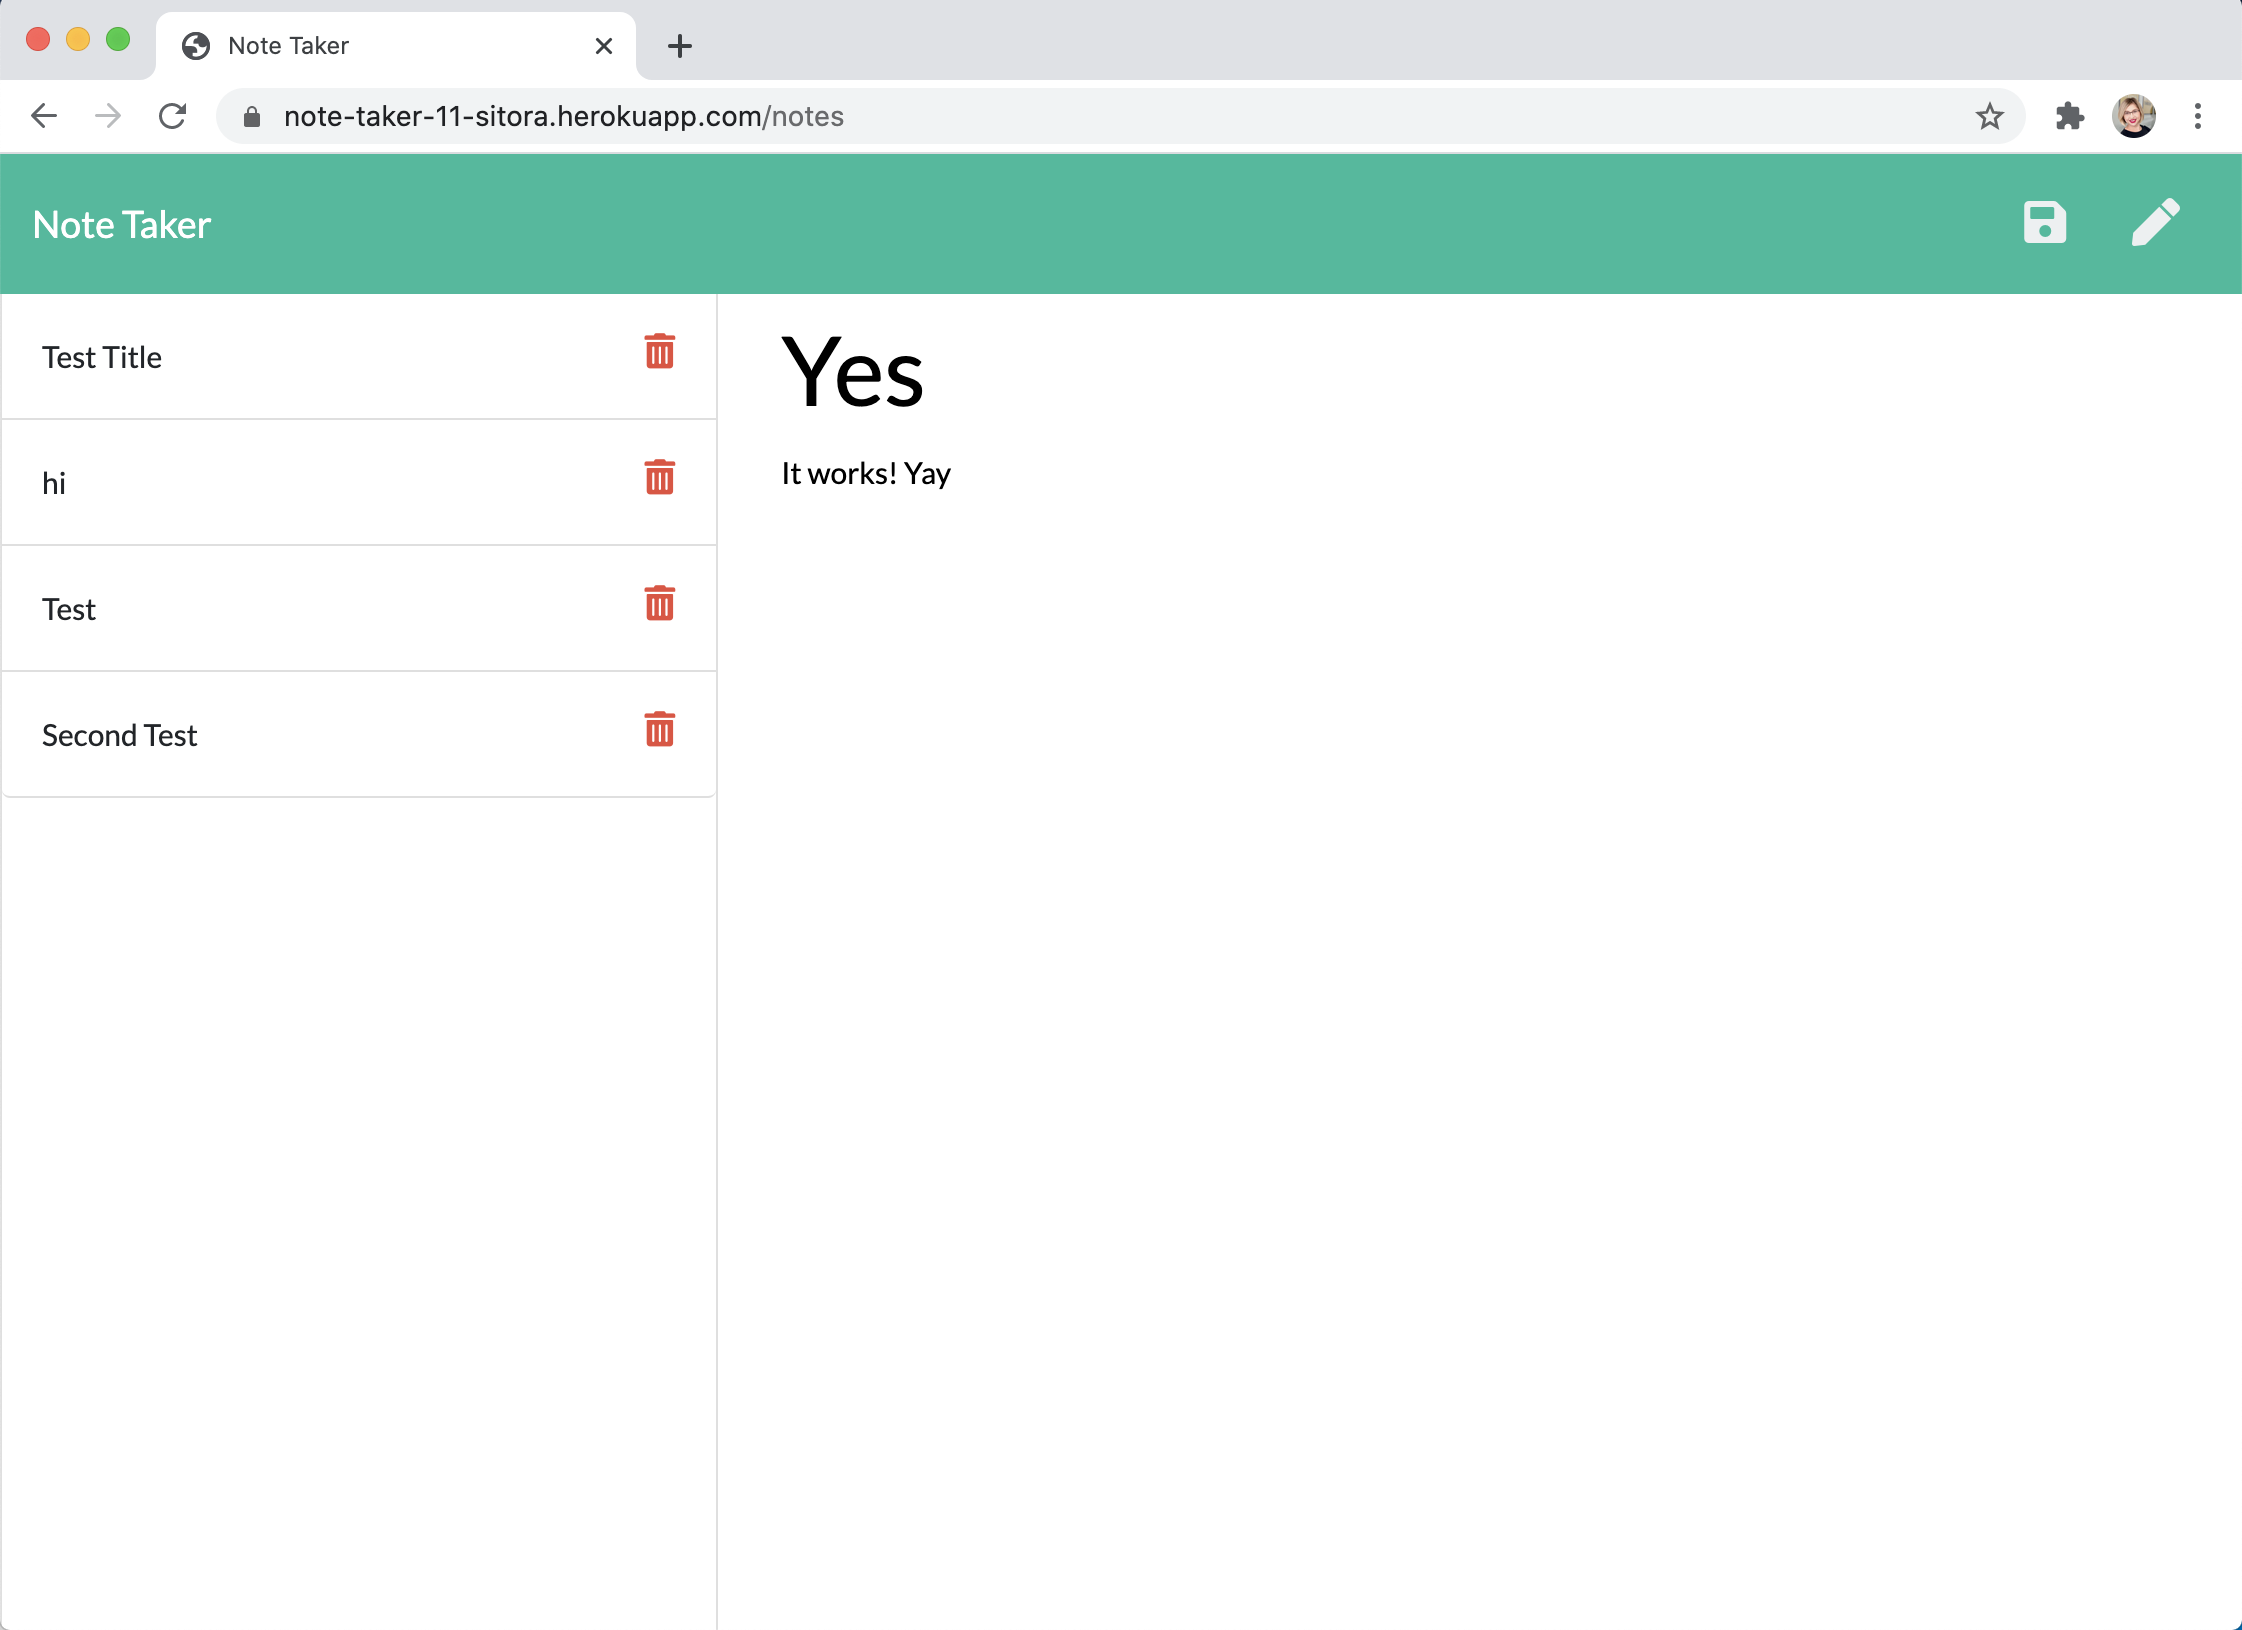 Note Taker
note-taker-11-sitora.herokuapp.com/notes
Note Taker
Test Title
hi
Test
Second Test
Yes
It works! Yay